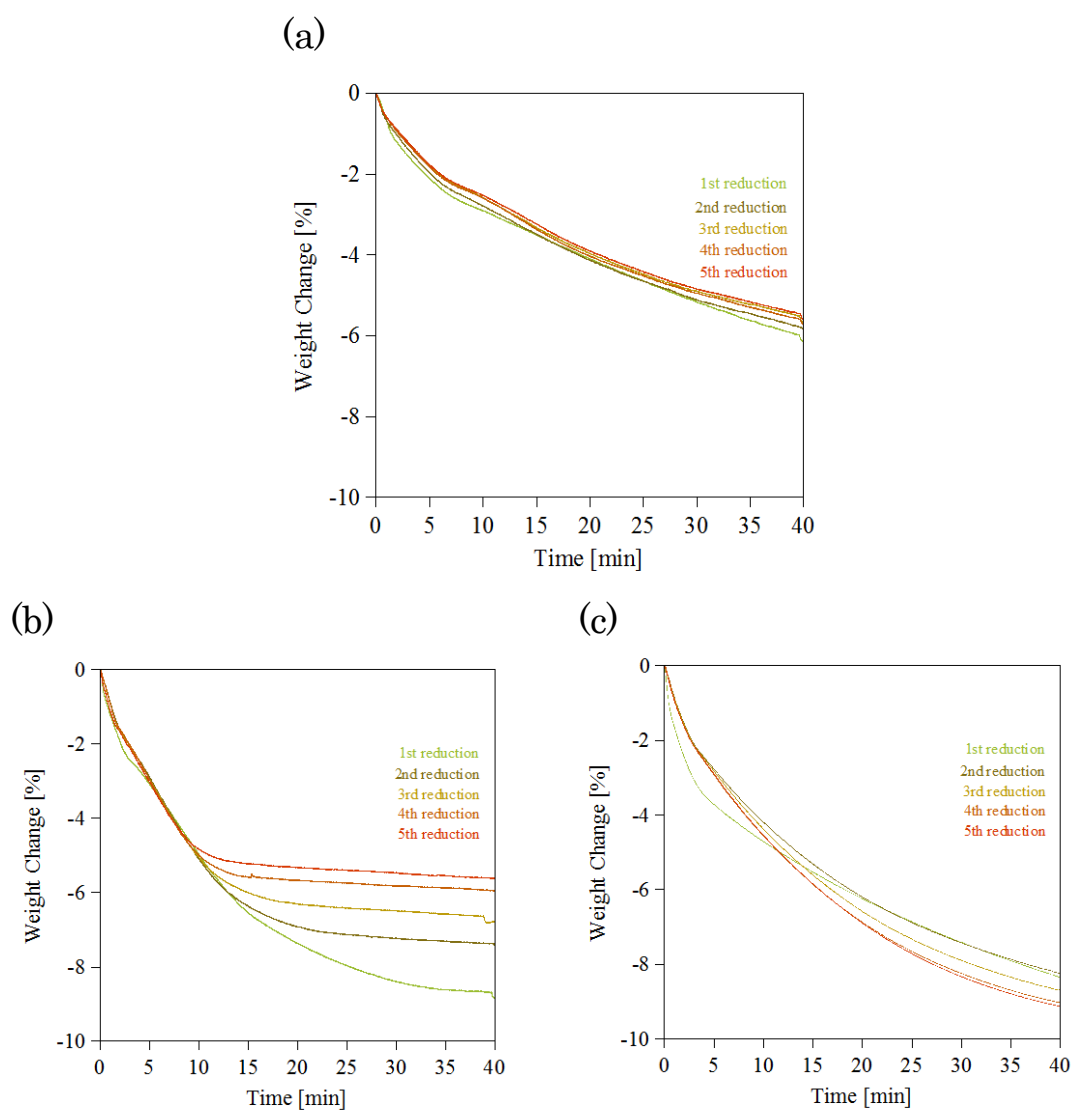 (a)
Weight Change [%]
0
-2
-4
-6
-8
-10
1st reduction
2nd reduction
3rd reduction
4th reduction
5th reduction
0 5 10 15 20 25 30 35 40
Time [min]
(b)
Weight Change [%]
0
-2
-4
-6
-8
-10
1st reduction
2nd reduction
3rd reduction
4th reduction
5th reduction
0 5 10 15 20 25 30 35 40
Time [min]
(c)
Weight Change [%]
0
-2
-4
-6
-8
-10
1st reduction
2nd reduction
3rd reduction
4th reduction
5th reduction
0 5 10 15 20 25 30 35 40
Time [min]